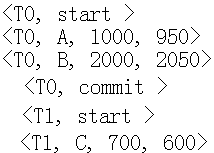 <T0, start >
<T0, A, 1000, 950>
<T0, B, 2000, 2050>
<T0, commit >
<T1, start >
<T1, C, 700, 600>